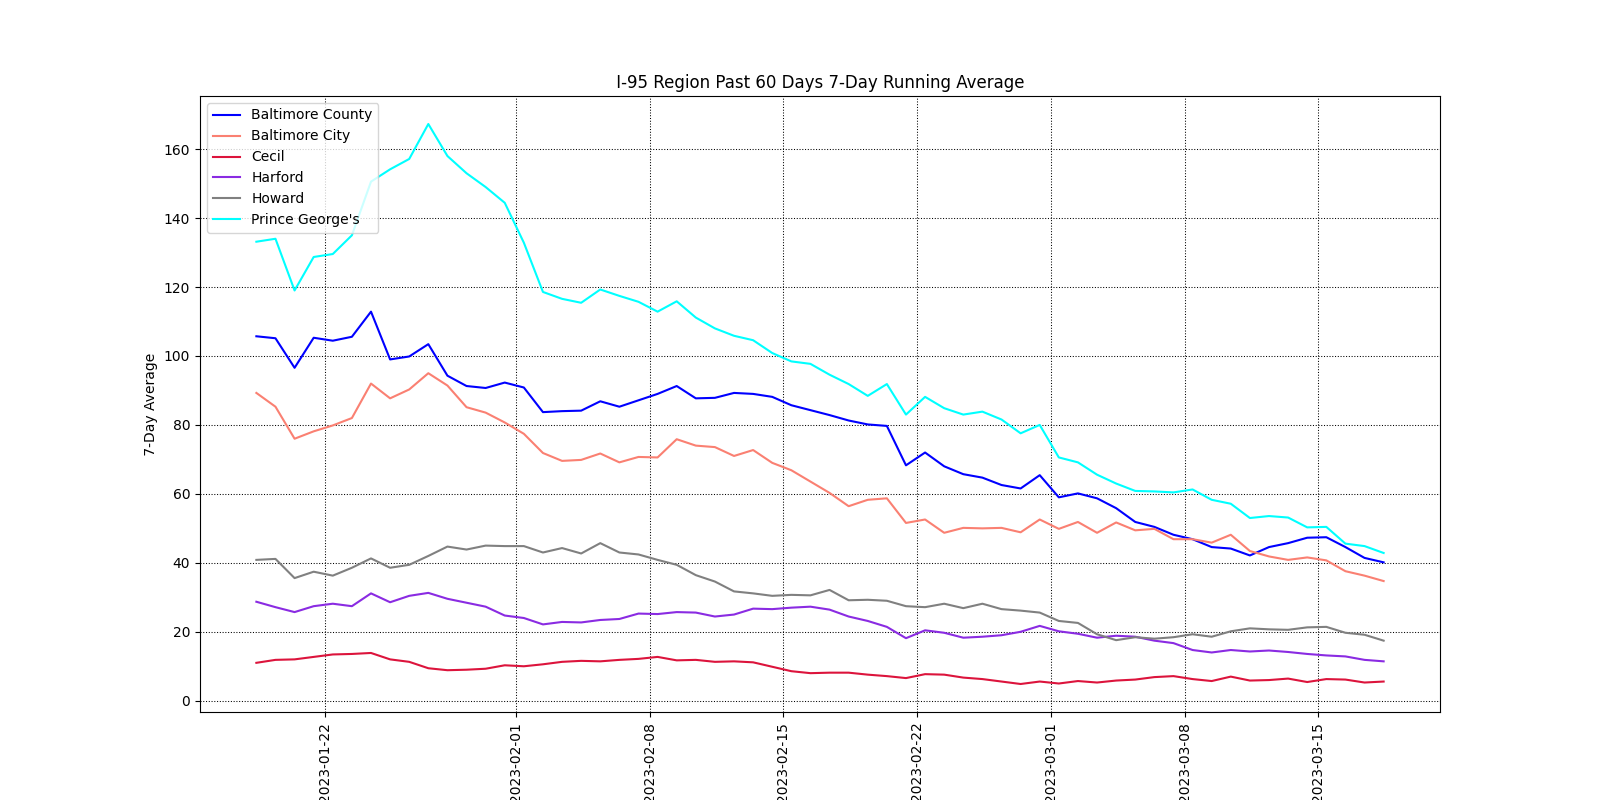 I-95 Region Past 60 Days 7-Day Running Average
Baltimore County
Baltimore City
Cecil
Harford
Howard
Prince George's
7-Day Average
160
140
120
100
80
60
40
20
0
2023-01-22
2023-02-01
2023-02-08
2023-02-15
2023-02-22
2023-03-01
2023-03-08
2023-03-15